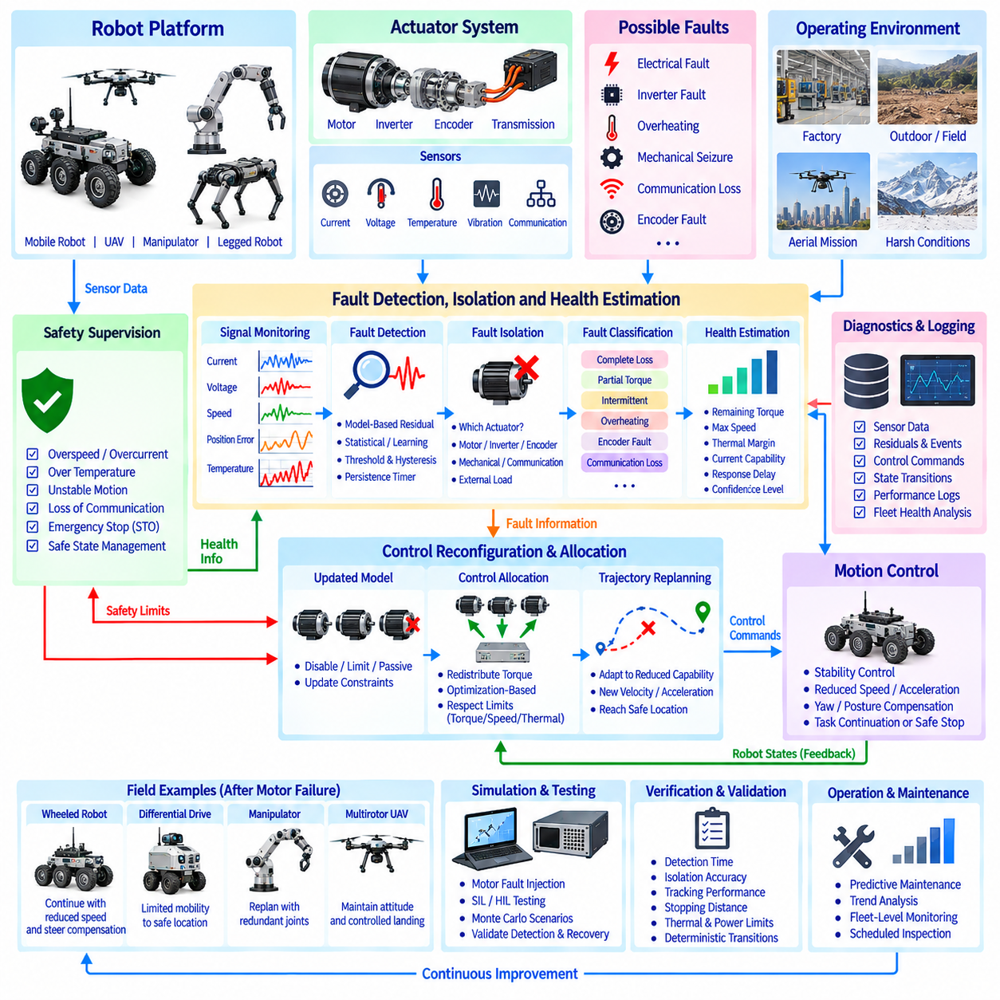 Robot Platform
Mobile Robot | UAV | Manipulator | Legged Robot
Actuator System
Motor Inverter Encoder Transmission
Sensors
Current Voltage Temperature Vibration Communication
Possible Faults
Electrical Fault
Inverter Fault
Overheating
Mechanical Seizure
Communication Loss
Encoder Fault
...
Operating Environment
Factory
Outdoor / Field
Aerial Mission
Harsh Conditions
Sensor Data
Safety Supervision
Overspeed / Overcurrent
Over Temperature
Unstable Motion
Loss of Communication
Emergency Stop (STO)
Safe State Management
Fault Detection, Isolation and Health Estimation
Signal Monitoring
Current
Voltage
Speed
Position Error
Temperature
Fault Detection
• Model-Based Residual
• Statistical / Learning
• Threshold & Hysteresis
• Persistence Timer
Fault Isolation
• Which Actuator?
• Motor / Inverter / Encoder
• Mechanical / Communication
• External Load
Fault Classification
Complete Loss
Partial Torque
Intermittent
Overheating
Encoder Fault
Communication Loss
...
Health Estimation
• Remaining Torque
• Max Speed
• Thermal Margin
• Current Capability
• Response Delay
• Confidence Level
Diagnostics & Logging
Sensor Data
Residuals & Events
Control Commands
State Transitions
Performance Logs
Fleet Health Analysis
Health
Info
Fault Information
Safety Limits
Control Reconfiguration & Allocation
Updated Model
• Disable / Limit / Passive
• Update Constraints
Control Allocation
• Redistribute Torque
• Optimization-Based
• Respect Limits
(Torque/Speed/Thermal)
Trajectory Replanning
• Adapt to Reduced Capability
• New Velocity / Acceleration
• Reach Safe Location
Control
Commands
Motion Control
• Stability Control
• Reduced Speed / Acceleration
• Yaw / Posture Compensation
• Task Continuation or Safe Stop
Robot States (Feedback)
Field Examples (After Motor Failure)
Wheeled Robot
Continue with
reduced speed
and steer compensation
Differential Drive
Limited mobility
to safe location
Manipulator
Replan with
redundant joints
Multirotor UAV
Maintain attitude
and controlled landing
Simulation & Testing
• Motor Fault Injection
• SIL / HIL Testing
• Monte Carlo Scenarios
• Validate Detection & Recovery
Verification & Validation
• Detection Time
• Isolation Accuracy
• Tracking Performance
• Stopping Distance
• Thermal & Power Limits
• Deterministic Transitions
Operation & Maintenance
• Predictive Maintenance
• Trend Analysis
• Fleet-Level Monitoring
• Scheduled Inspection
Continuous Improvement